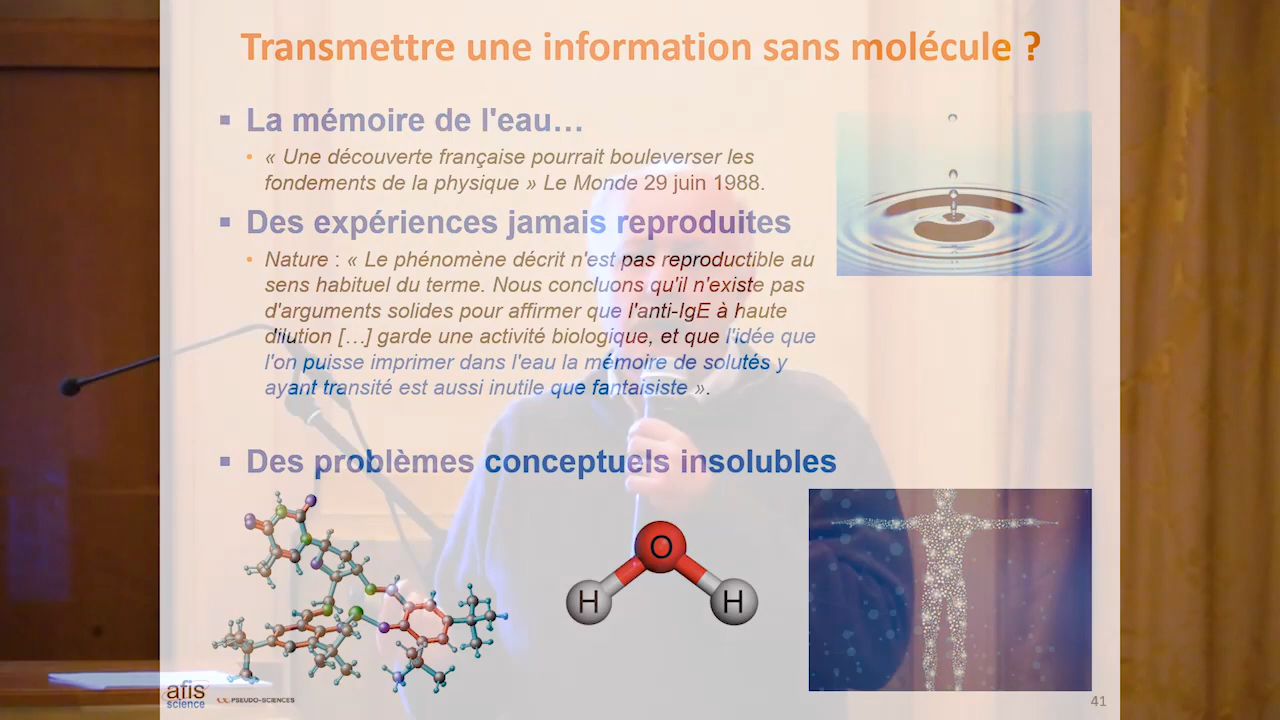 Transmettre une information sans molécule ?
▪ La mémoire de l'eau…
• « Une découverte française pourrait bouleverser les
fondements de la physique » Le Monde 29 juin 1988.
▪ Des expériences jamais reproduites
• Nature : « Le phénomène décrit n'est pas reproductible au
sens habituel du terme. Nous concluons qu'il n'existe pas
d'arguments solides pour affirmer que l'anti-IgE à haute
dilution […] garde une activité biologique, et que l'idée que
l'on puisse imprimer dans l'eau la mémoire de solutés y
ayant transité est aussi inutile que fantaisiste ».
▪ Des problèmes conceptuels insolubles
O
H H
afis
science
PSEUDO-SCIENCES
41